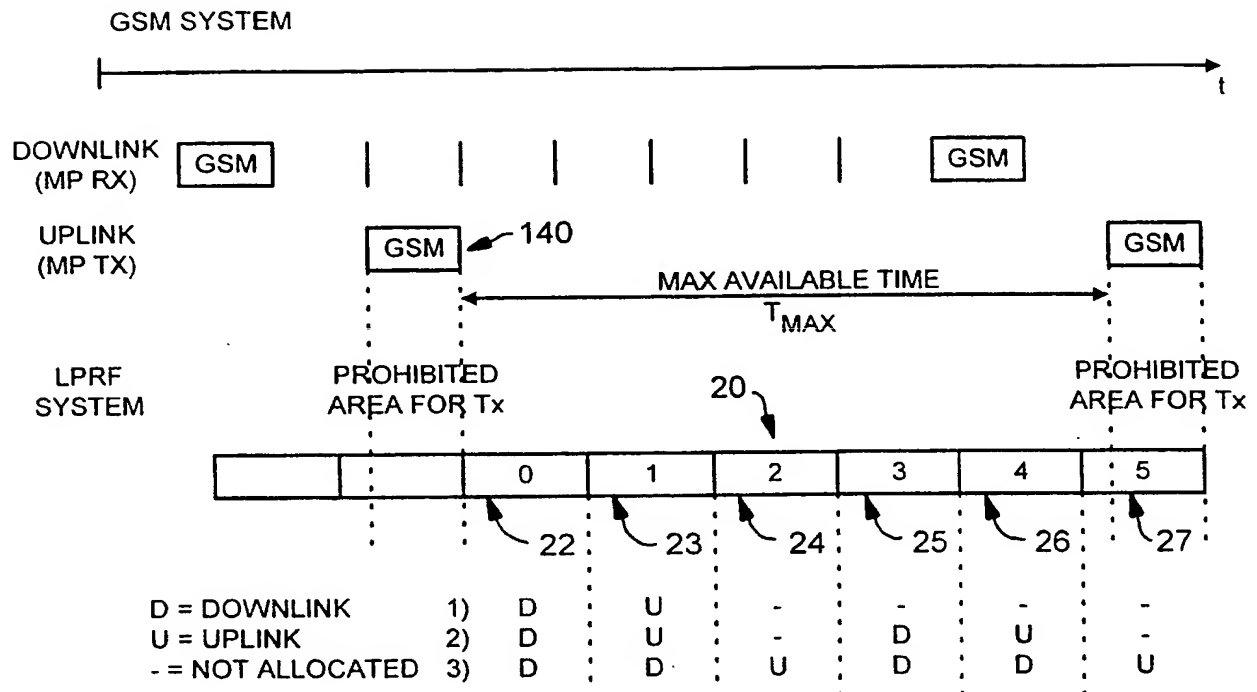 GSM SYSTEM
t
DOWNLINK
(MP RX)
GSM
GSM
UPLINK
(MP TX)
GSM
140
GSM
MAX AVAILABLE TIME
TMAX
LPRF
SYSTEM
PROHIBITED
AREA FOR Tx
20
PROHIBITED
AREA FOR Tx
0 1 2 3 4 5
22 23 24 25 26 27
D = DOWNLINK 1) D U - - - -
U = UPLINK 2) D U - D U -
- = NOT ALLOCATED 3) D D U D D U